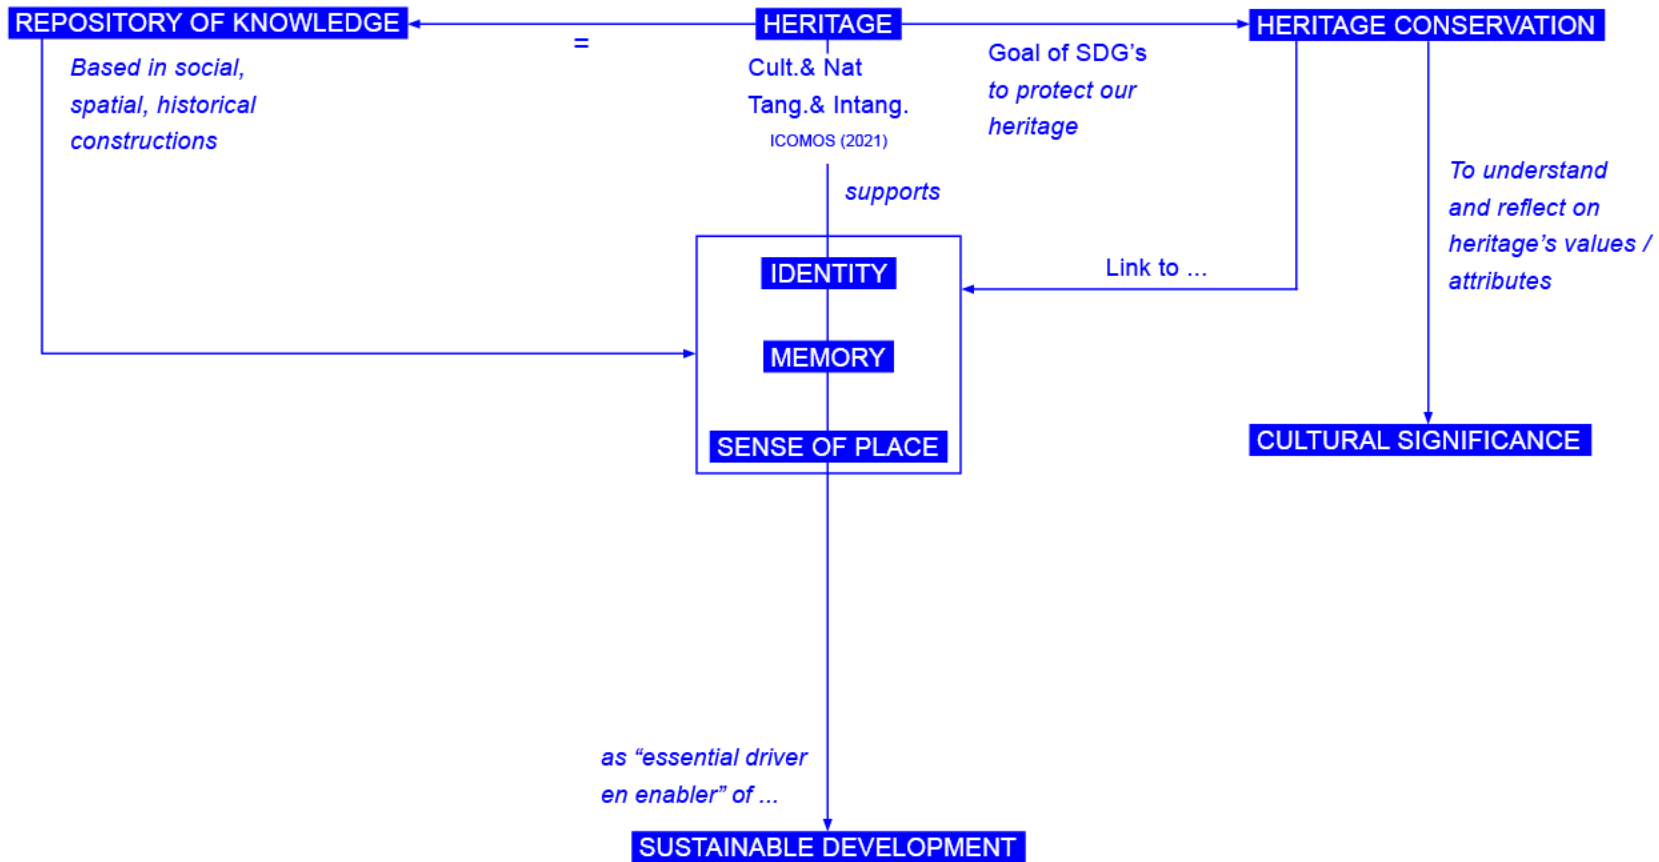 REPOSITORY OF KNOWLEDGE
HERITAGE
HERITAGE CONSERVATION
=
Based in social,
spatial, historical
constructions
Cult.& Nat
Tang.& Intang.
ICOMOS (2021)
Goal of SDG's
to protect our
heritage
supports
To understand
and reflect on
heritage's values /
attributes
IDENTITY
Link to ...
MEMORY
SENSE OF PLACE
CULTURAL SIGNIFICANCE
as “essential driver
en enabler” of ...
SUSTAINABLE DEVELOPMENT